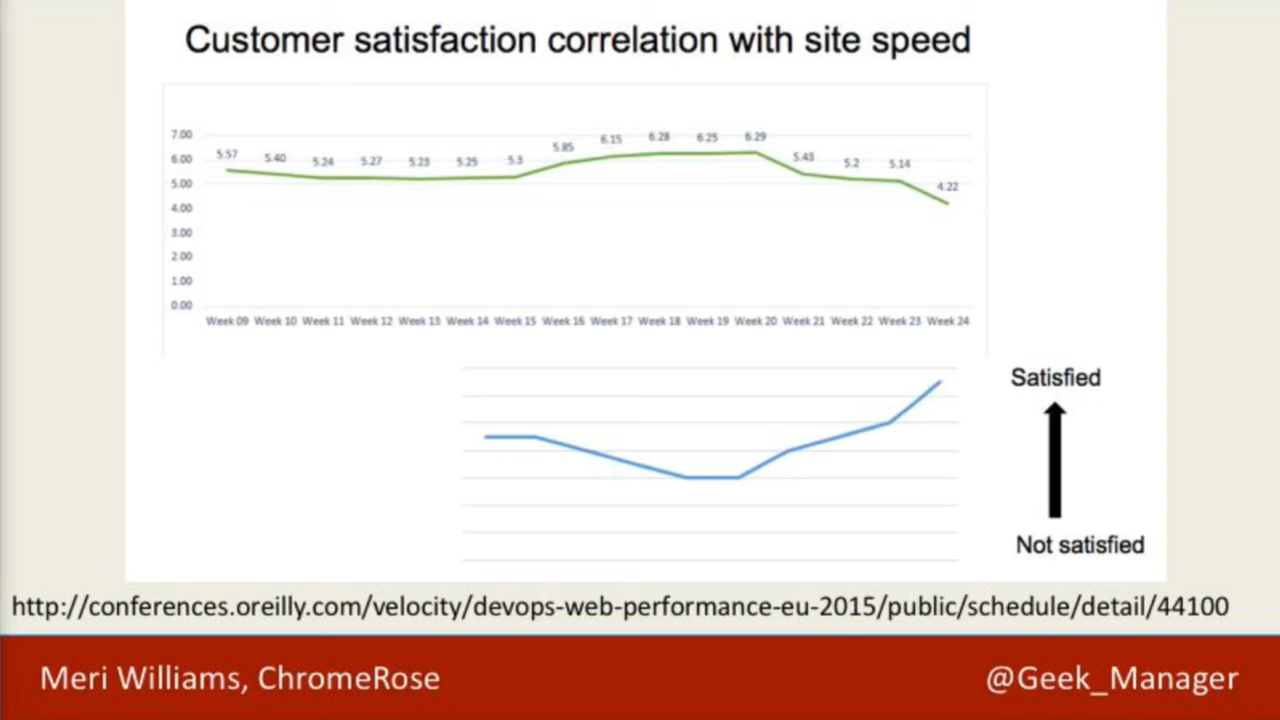 Customer satisfaction correlation with site speed
7.00
6.00
5.00
4.00
3.00
2.00
1.00
0.00
5.57 5.40 5.24 5.27 5.23 5.25 5.3 5.85 6.15 6.28 6.25 6.29 5.43 5.2 5.14 4.22
Week 09 Week 10 Week 11 Week 12 Week 13 Week 14 Week 15 Week 16 Week 17 Week 18 Week 19 Week 20 Week 21 Week 22 Week 23 Week 24
Satisfied
Not satisfied
http://conferences.oreilly.com/velocity/devops-web-performance-eu-2015/public/schedule/detail/44100
Meri Williams, ChromeRose @Geek_Manager